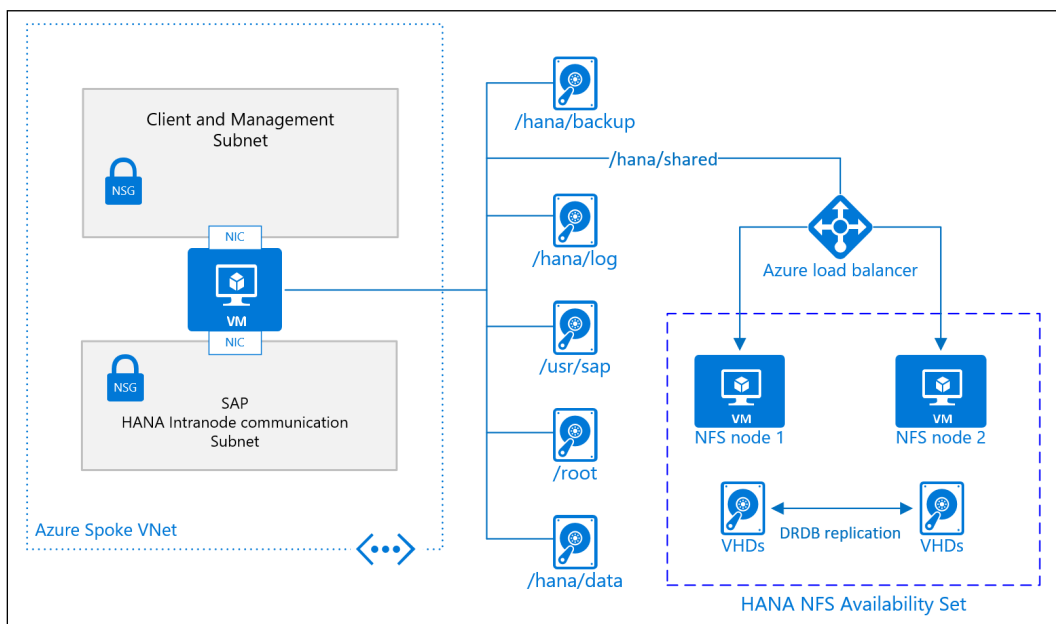 Client and Management
Subnet
NSG
NIC
VM
NIC
NSG
SAP
HANA Intranode communication
Subnet
Azure Spoke VNet
/hana/backup
/hana/shared
/hana/log
/usr/sap
/root
/hana/data
Azure load balancer
VM
NFS node 1
VM
NFS node 2
VHDs
DRDB replication
VHDs
HANA NFS Availability Set